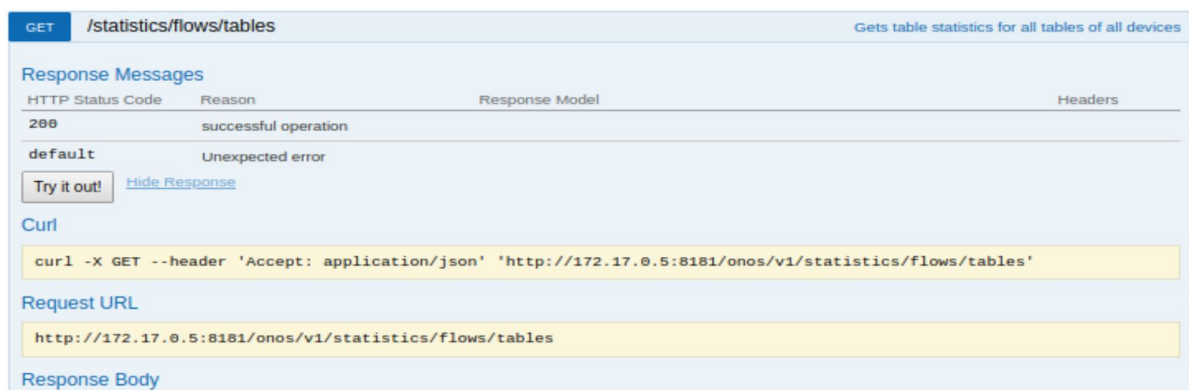 GET /statistics/flows/tables Gets table statistics for all tables of all devices
Response Messages
HTTP Status Code Reason Response Model Headers
200 successful operation
default Unexpected error
Try it out! Hide Response
Curl
curl -X GET --header 'Accept: application/json' 'http://172.17.0.5:8181/onos/v1/statistics/flows/tables'
Request URL
http://172.17.0.5:8181/onos/v1/statistics/flows/tables
Response Body